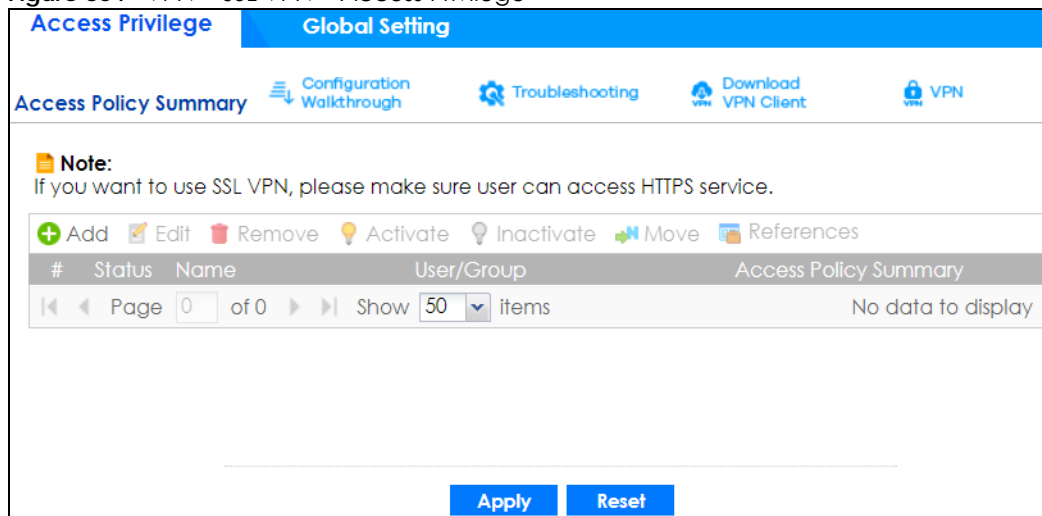 Access Privilege Global Setting
Access Policy Summary Configuration Walkthrough Troubleshooting Download VPN Client VPN
Note:
If you want to use SSL VPN, please make sure user can access HTTPS service.
Add Edit Remove Activate Inactivate Move References
# Status Name User/Group Access Policy Summary
Page 0 of 0 Show 50 items No data to display
Apply Reset